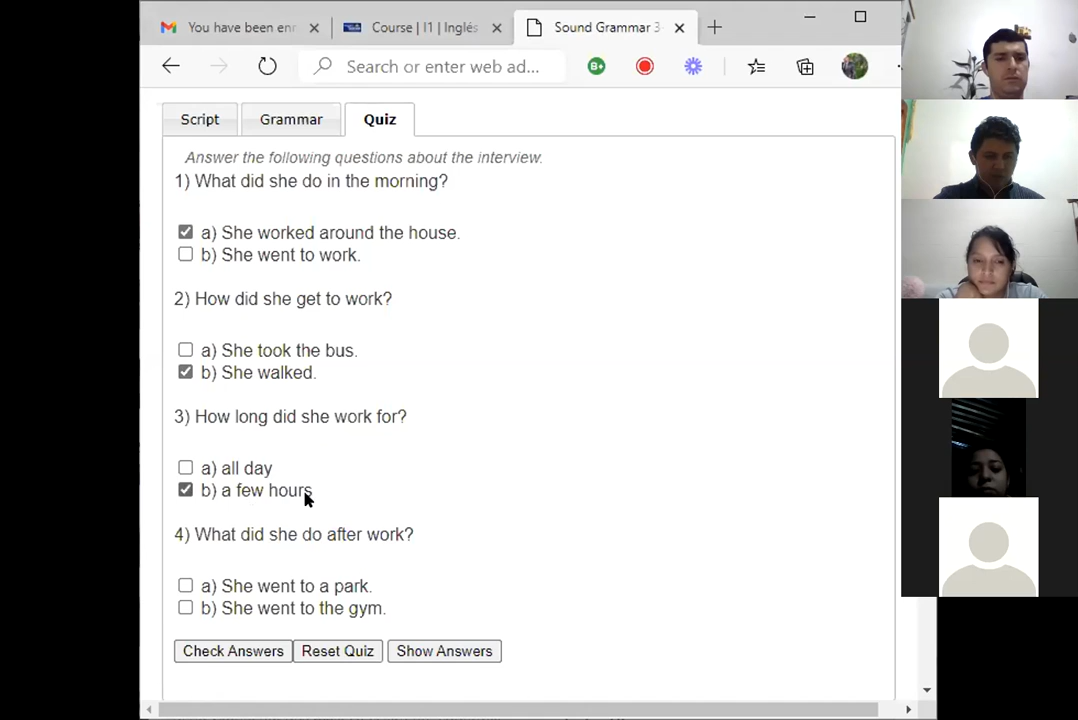 You have been enr
Course | I1 | Inglés
Sound Grammar 3-
Search or enter web ad...
B+
Script
Grammar
Quiz
Answer the following questions about the interview.
1) What did she do in the morning?
a) She worked around the house.
b) She went to work.
2) How did she get to work?
a) She took the bus.
b) She walked.
3) How long did she work for?
a) all day
b) a few hours
4) What did she do after work?
a) She went to a park.
b) She went to the gym.
Check Answers
Reset Quiz
Show Answers